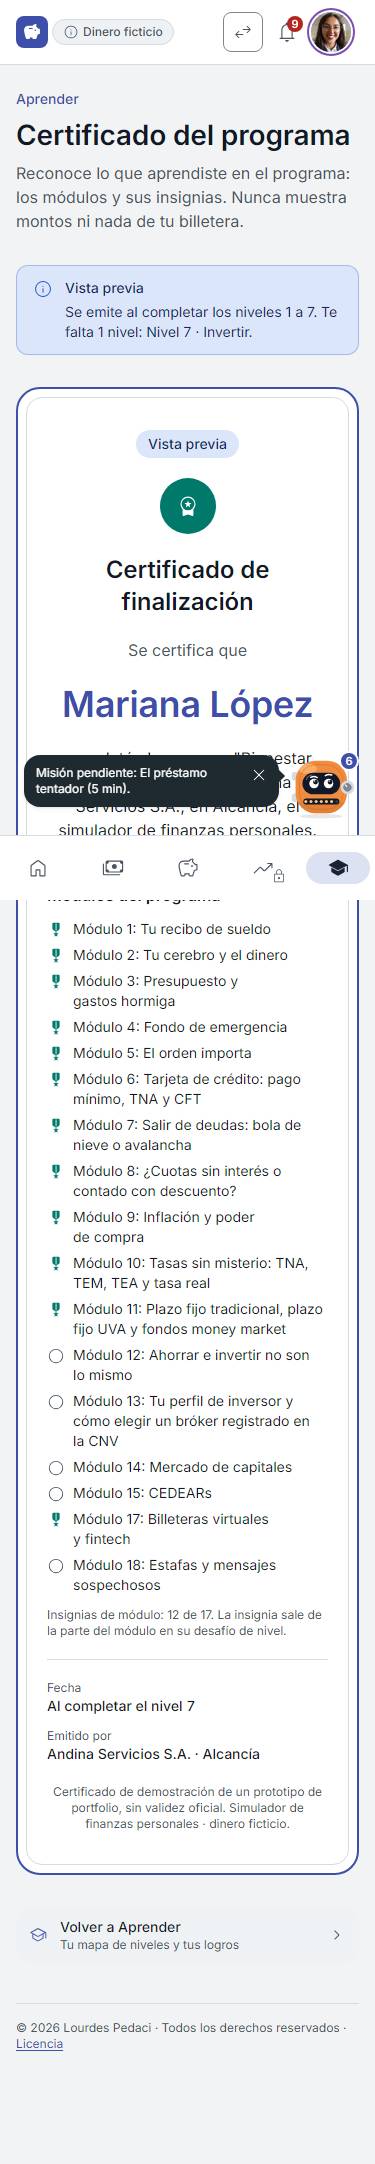 Dinero ficticio
9
Aprender
Certificado del programa
Reconoce lo que aprendiste en el programa:
los módulos y sus insignias. Nunca muestra
montos ni nada de tu billetera.
Vista previa
Se emite al completar los niveles 1 a 7. Te
falta 1 nivel: Nivel 7 · Invertir.
Vista previa
Certificado de
finalización
Se certifica que
Mariana López
6
Misión pendiente: El préstamo
tentador (5 min).
Servicios S.A., en Alcancía, el
simulador de finanzas personales.
Módulos del programa
Módulo 1: Tu recibo de sueldo
Módulo 2: Tu cerebro y el dinero
Módulo 3: Presupuesto y
gastos hormiga
Módulo 4: Fondo de emergencia
Módulo 5: El orden importa
Módulo 6: Tarjeta de crédito: pago
mínimo, TNA y CFT
Módulo 7: Salir de deudas: bola de
nieve o avalancha
Módulo 8: ¿Cuotas sin interés o
contado con descuento?
Módulo 9: Inflación y poder
de compra
Módulo 10: Tasas sin misterio: TNA,
TEM, TEA y tasa real
Módulo 11: Plazo fijo tradicional, plazo
fijo UVA y fondos money market
Módulo 12: Ahorrar e invertir no son
lo mismo
Módulo 13: Tu perfil de inversor y
cómo elegir un bróker registrado en
la CNV
Módulo 14: Mercado de capitales
Módulo 15: CEDEARs
Módulo 17: Billeteras virtuales
y fintech
Módulo 18: Estafas y mensajes
sospechosos
Insignias de módulo: 12 de 17. La insignia sale de
la parte del módulo en su desafío de nivel.
Fecha
Al completar el nivel 7
Emitido por
Andina Servicios S.A. · Alcancía
Certificado de demostración de un prototipo de
portfolio, sin validez oficial. Simulador de
finanzas personales · dinero ficticio.
Volver a Aprender
Tu mapa de niveles y tus logros
© 2026 Lourdes Pedaci · Todos los derechos reservados ·
Licencia